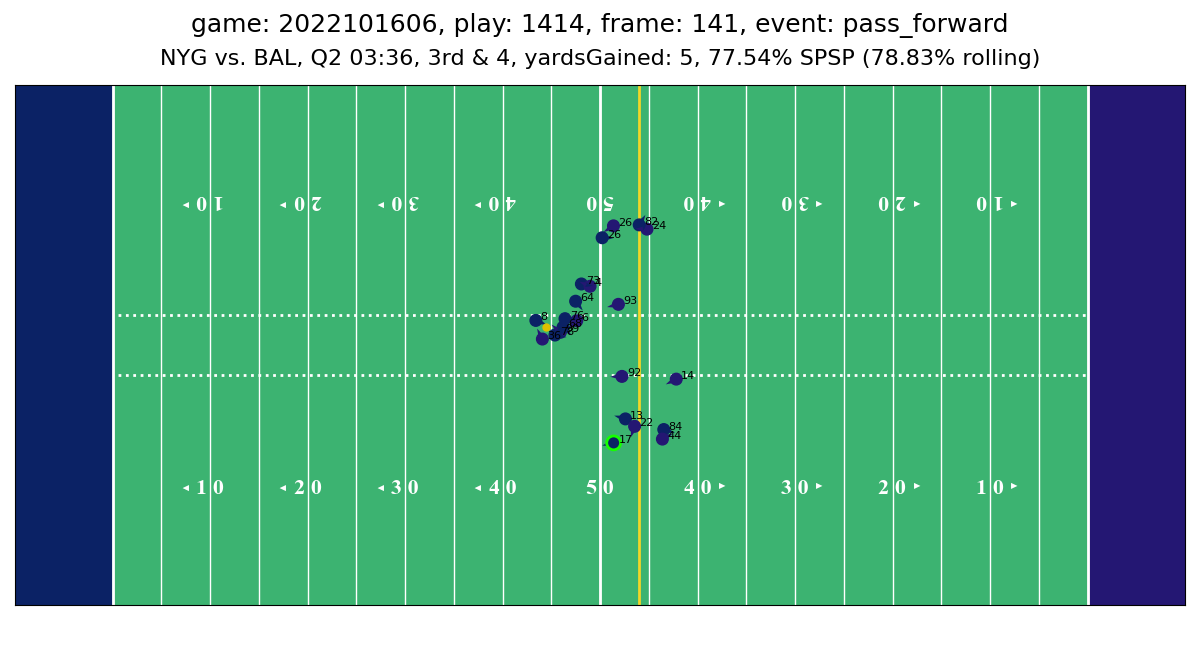 game: 2022101606, play: 1414, frame: 141, event: pass_forward
NYG vs. BAL, Q2 03:36, 3rd & 4, yardsGained: 5, 77.54% SPSP (78.83% rolling)
10 20 30 40 50 40 30 20 10
26 82 24
26
73
64
93
8 76
92 14
13
22 84
17 44
10 20 30 40 50 40 30 20 10